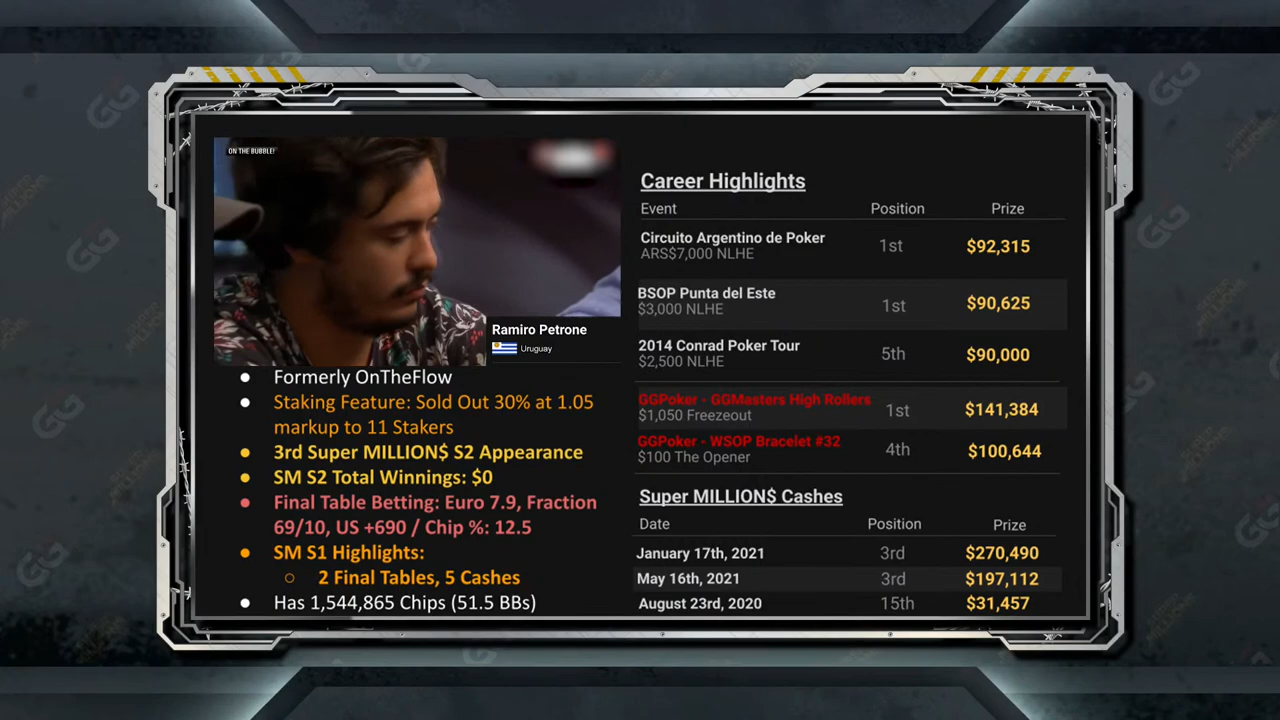 ON THE BUBBLE!
Ramiro Petrone
Uruguay
Formerly OnTheFlow
Staking Feature: Sold Out 30% at 1.05
markup to 11 Stakers
3rd Super MILLION$ S2 Appearance
SM S2 Total Winnings: $0
Final Table Betting: Euro 7.9, Fraction
69/10, US +690 / Chip %: 12.5
SM S1 Highlights:
2 Final Tables, 5 Cashes
Has 1,544,865 Chips (51.5 BBs)
Career Highlights
Event Position Prize
Circuito Argentino de Poker
ARS$7,000 NLHE 1st $92,315
BSOP Punta del Este
$3,000 NLHE 1st $90,625
2014 Conrad Poker Tour
$2,500 NLHE 5th $90,000
GGPoker - GGMasters High Rollers
$1,050 Freezeout 1st $141,384
GGPoker - WSOP Bracelet #32
$100 The Opener 4th $100,644
Super MILLION$ Cashes
Date Position Prize
January 17th, 2021 3rd $270,490
May 16th, 2021 3rd $197,112
August 23rd, 2020 15th $31,457